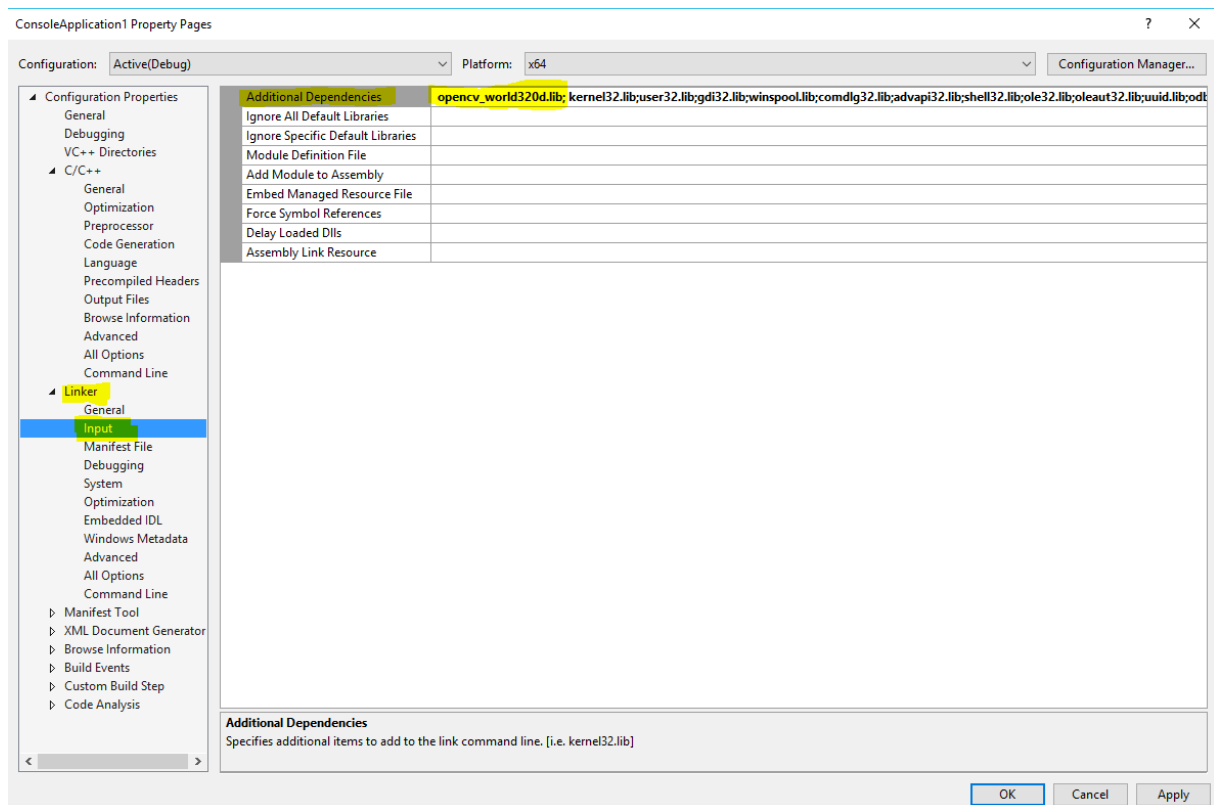 ConsoleApplication1 Property Pages
? ×
Configuration: Active(Debug) Platform: x64 Configuration Manager...
Configuration Properties
General
Debugging
VC++ Directories
C/C++
General
Optimization
Preprocessor
Code Generation
Language
Precompiled Headers
Output Files
Browse Information
Advanced
All Options
Command Line
Linker
General
Input
Manifest File
Debugging
System
Optimization
Embedded IDL
Windows Metadata
Advanced
All Options
Command Line
Manifest Tool
XML Document Generator
Browse Information
Build Events
Custom Build Step
Code Analysis
Additional Dependencies opencv_world320d.lib; kernel32.lib;user32.lib;gdi32.lib;winspool.lib;comdlg32.lib;advapi32.lib;shell32.lib;ole32.lib;oleaut32.lib;uuid.lib;odb
Ignore All Default Libraries
Ignore Specific Default Libraries
Module Definition File
Add Module to Assembly
Embed Managed Resource File
Force Symbol References
Delay Loaded Dlls
Assembly Link Resource
Additional Dependencies
Specifies additional items to add to the link command line. [i.e. kernel32.lib]
OK Cancel Apply